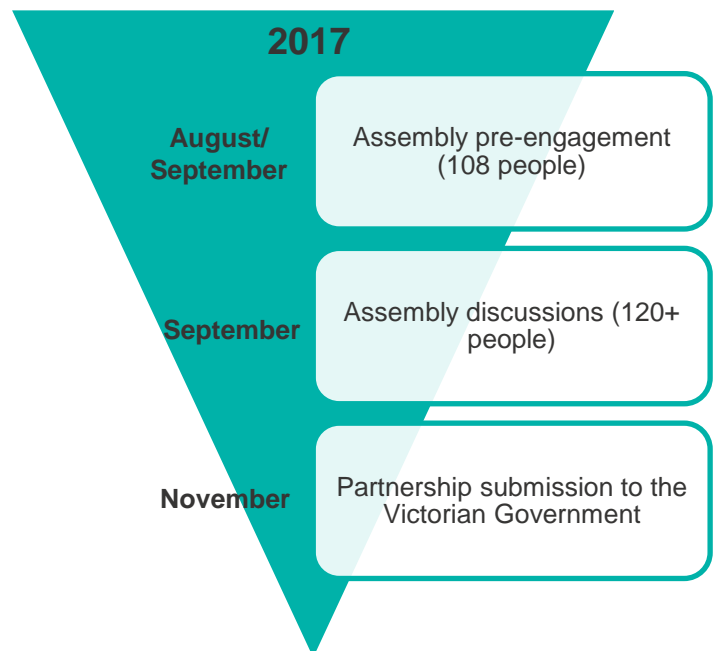 2017
August/
September
Assembly pre-engagement
(108 people)
September
Assembly discussions (120+
people)
November
Partnership submission to the
Victorian Government